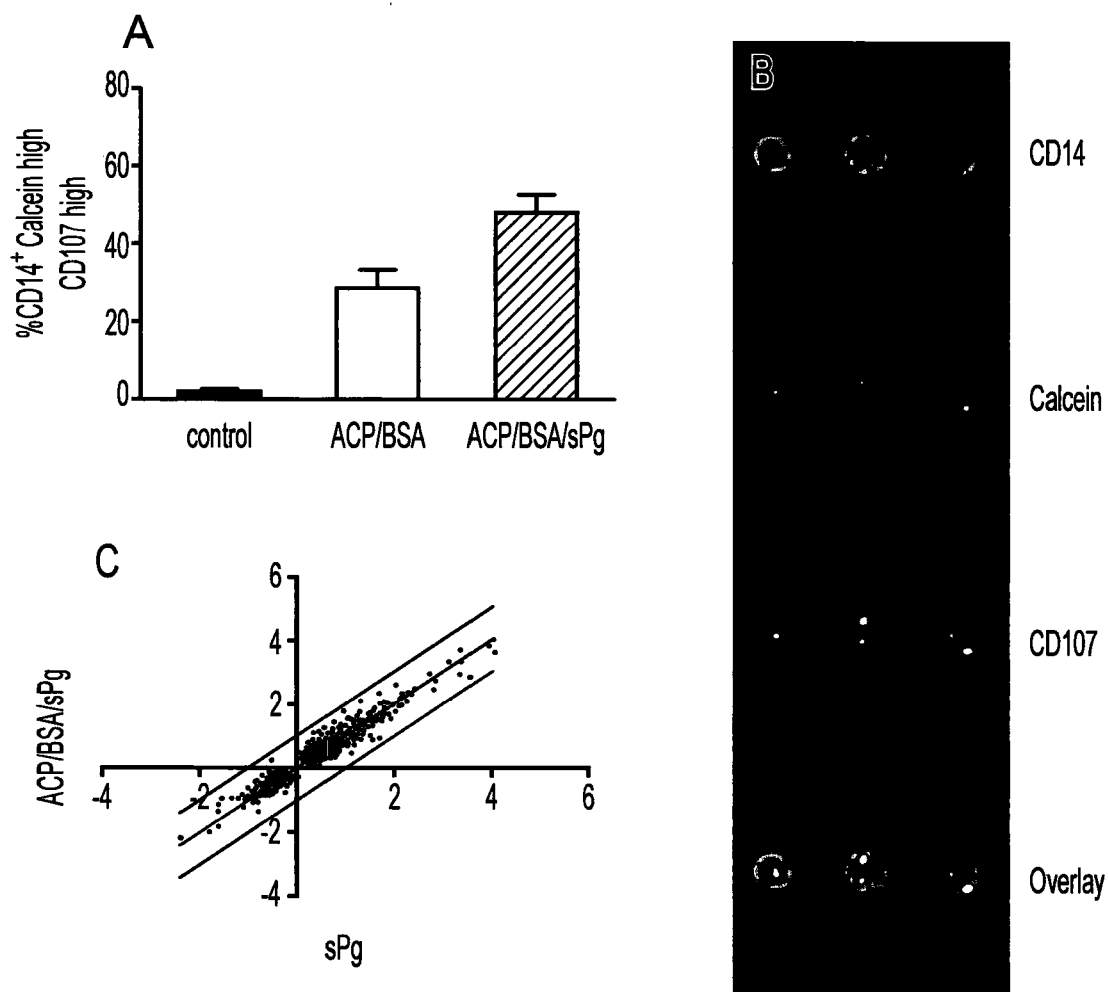 A
%CD14+ Calcein high
CD107 high
80
60
40
20
0
control
ACP/BSA
ACP/BSA/sPg
B
CD14
Calcein
CD107
Overlay
C
ACP/BSA/sPg
6
4
2
-2
-4
-4
-2
2
4
6
sPg